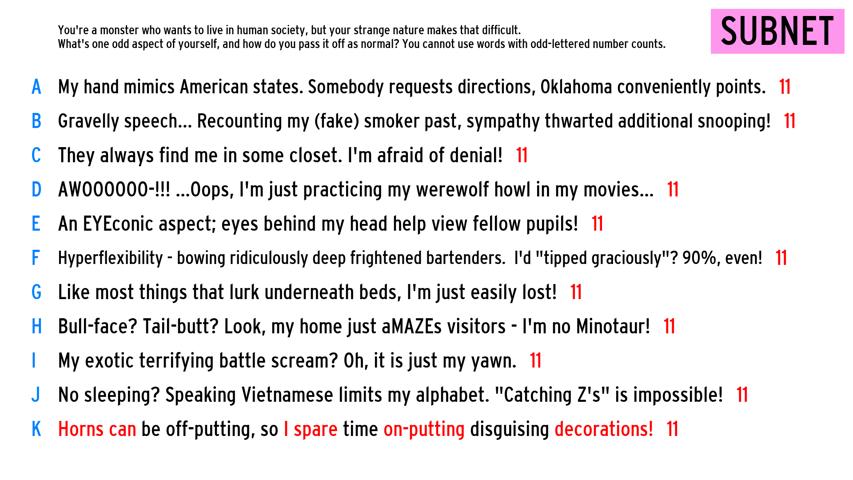 You're a monster who wants to live in human society, but your strange nature makes that difficult.
What's one odd aspect of yourself, and how do you pass it off as normal? You cannot use words with odd-lettered number counts.
SUBNET
A My hand mimics American states. Somebody requests directions, Oklahoma conveniently points. 11
B Gravelly speech... Recounting my (fake) smoker past, sympathy thwarted additional snooping! 11
C They always find me in some closet. I'm afraid of denial! 11
D AWOOOOOO-!!! ...Oops, I'm just practicing my werewolf howl in my movies... 11
E An EYEconic aspect; eyes behind my head help view fellow pupils! 11
F Hyperflexibility - bowing ridiculously deep frightened bartenders. I'd "tipped graciously"? 90%, even! 11
G Like most things that lurk underneath beds, I'm just easily lost! 11
H Bull-face? Tail-butt? Look, my home just aMAZEs visitors - I'm no Minotaur! 11
I My exotic terrifying battle scream? Oh, it is just my yawn. 11
J No sleeping? Speaking Vietnamese limits my alphabet. "Catching Z's" is impossible! 11
K Horns can be off-putting, so I spare time on-putting disguising decorations! 11